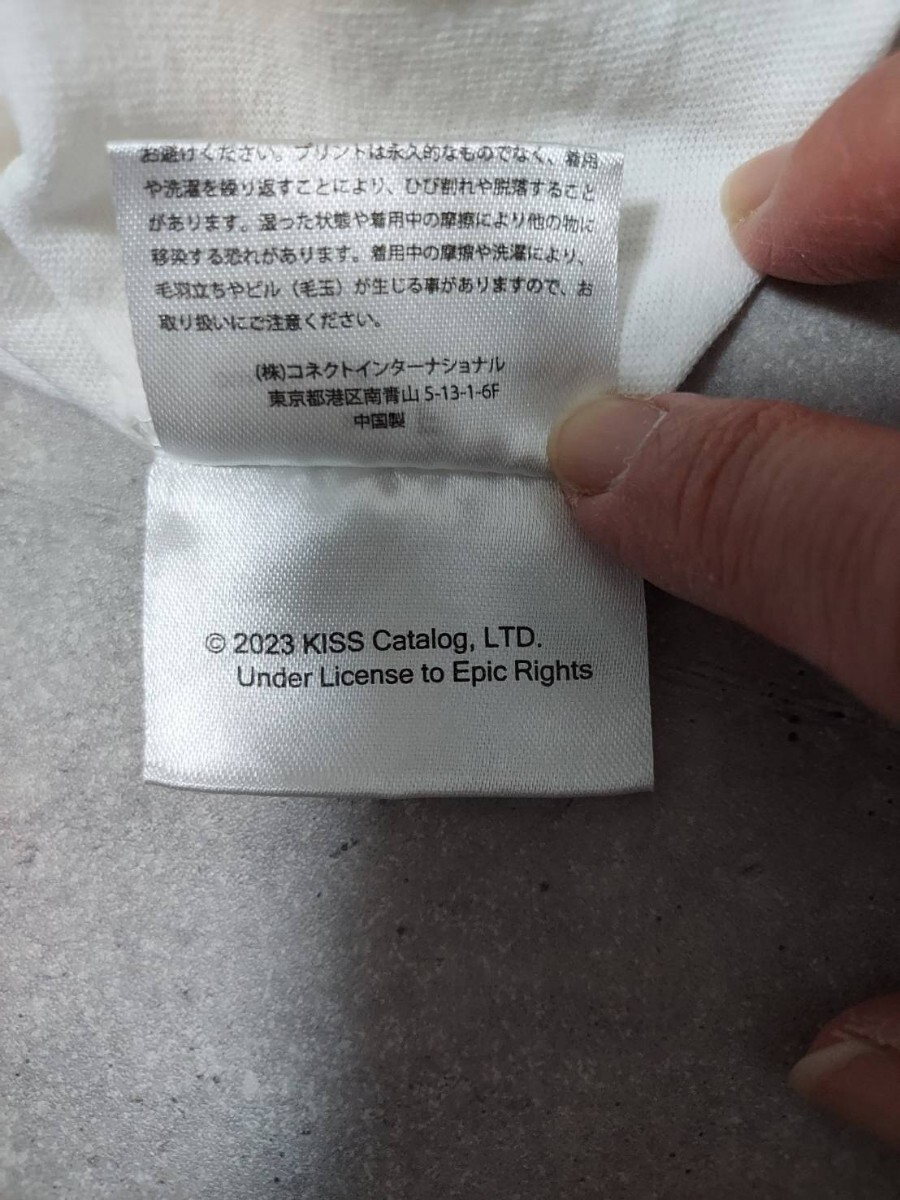 お避けください。プリントは永久的なものでなく、着用
や洗濯を繰り返すことにより、ひび割れや脱落すること
があります。湿った状態や着用中の摩擦により他の物に
移染する恐れがあります。着用中の摩擦や洗濯により、
毛羽立ちやピル（毛玉）が生じる事がありますので、お
取り扱いにご注意ください。
(株)コネクトインターナショナル
東京都港区南青山 5-13-1-6F
中国製
© 2023 KISS Catalog, LTD.
Under License to Epic Rights